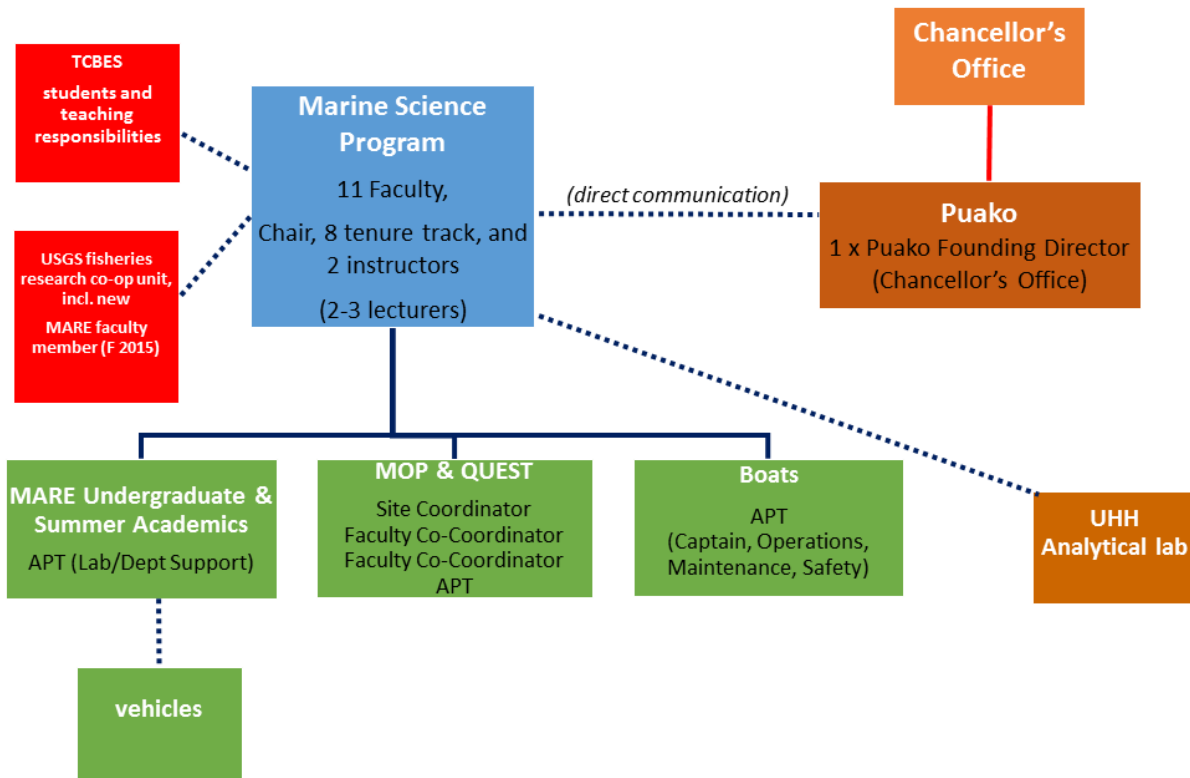 TCBES
students and
teaching
responsibilities
USGS fisheries
research co-op unit,
incl. new
MARE faculty
member (F 2015)
Marine Science
Program
11 Faculty,
Chair, 8 tenure track, and
2 instructors
(2-3 lecturers)
(direct communication)
Chancellor's
Office
Puako
1 x Puako Founding Director
(Chancellor's Office)
MARE Undergraduate &
Summer Academics
APT (Lab/Dept Support)
MOP & QUEST
Site Coordinator
Faculty Co-Coordinator
Faculty Co-Coordinator
APT
Boats
APT
(Captain, Operations,
Maintenance, Safety)
UHH
Analytical lab
vehicles